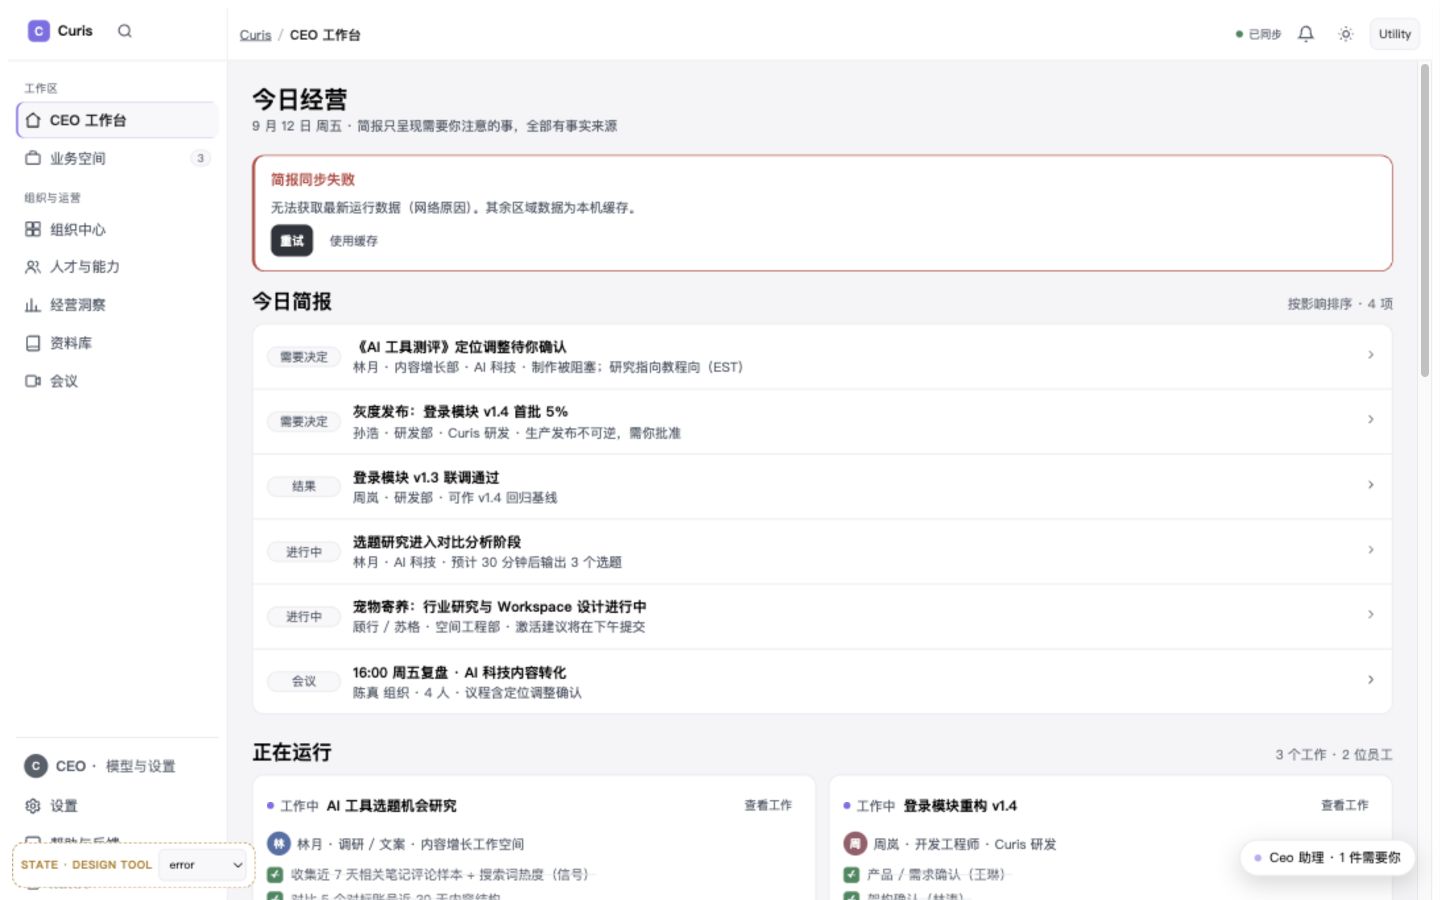 C Curis
Curis / CEO 工作台
已同步
Utility
工作区
CEO 工作台
业务空间 3
组织与运营
组织中心
人才与能力
经营洞察
资料库
会议
C CEO · 模型与设置
设置
STATE · DESIGN TOOL error
今日经营
9 月 12 日 周五 · 简报只呈现需要你注意的事，全部有事实来源
简报同步失败
无法获取最新运行数据（网络原因）。其余区域数据为本机缓存。
重试 使用缓存
今日简报 按影响排序 · 4 项
需要决定
《AI 工具测评》定位调整待你确认
林月 · 内容增长部 · AI 科技 · 制作被阻塞；研究指向教程向（EST）
需要决定
灰度发布：登录模块 v1.4 首批 5%
孙浩 · 研发部 · Curis 研发 · 生产发布不可逆，需你批准
结果
登录模块 v1.3 联调通过
周岚 · 研发部 · 可作 v1.4 回归基线
进行中
选题研究进入对比分析阶段
林月 · AI 科技 · 预计 30 分钟后输出 3 个选题
进行中
宠物寄养：行业研究与 Workspace 设计进行中
顾行 / 苏格 · 空间工程部 · 激活建议将在下午提交
会议
16:00 周五复盘 · AI 科技内容转化
陈真 组织 · 4 人 · 议程含定位调整确认
正在运行 3 个工作 · 2 位员工
工作中 AI 工具选题机会研究 查看工作
林 林月 · 调研 / 文案 · 内容增长工作空间
收集近 7 天相关笔记评论样本 + 搜索词热度（信号）
工作中 登录模块重构 v1.4 查看工作
周 周岚 · 开发工程师 · Curis 研发
产品 / 需求确认（王琳）
Ceo 助理 · 1 件需要你